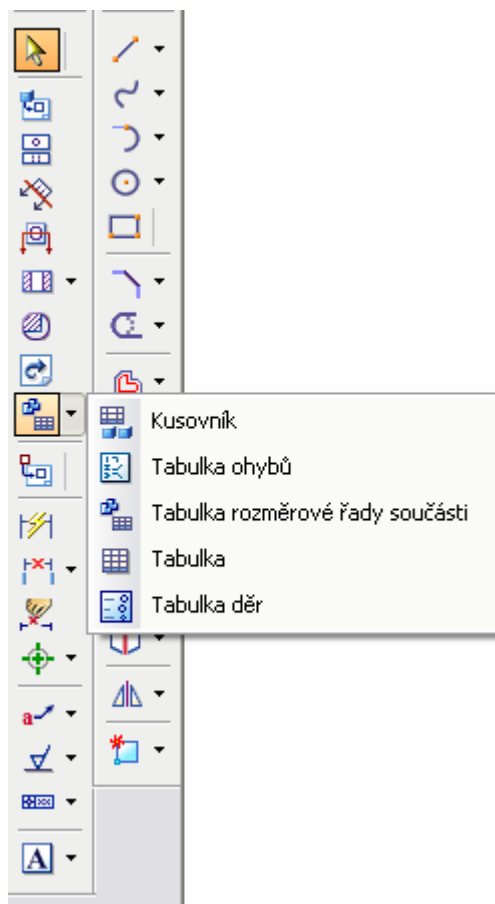 Kusovník
Tabulka ohybů
Tabulka rozměrové řady součásti
Tabulka
Tabulka děr
a
A